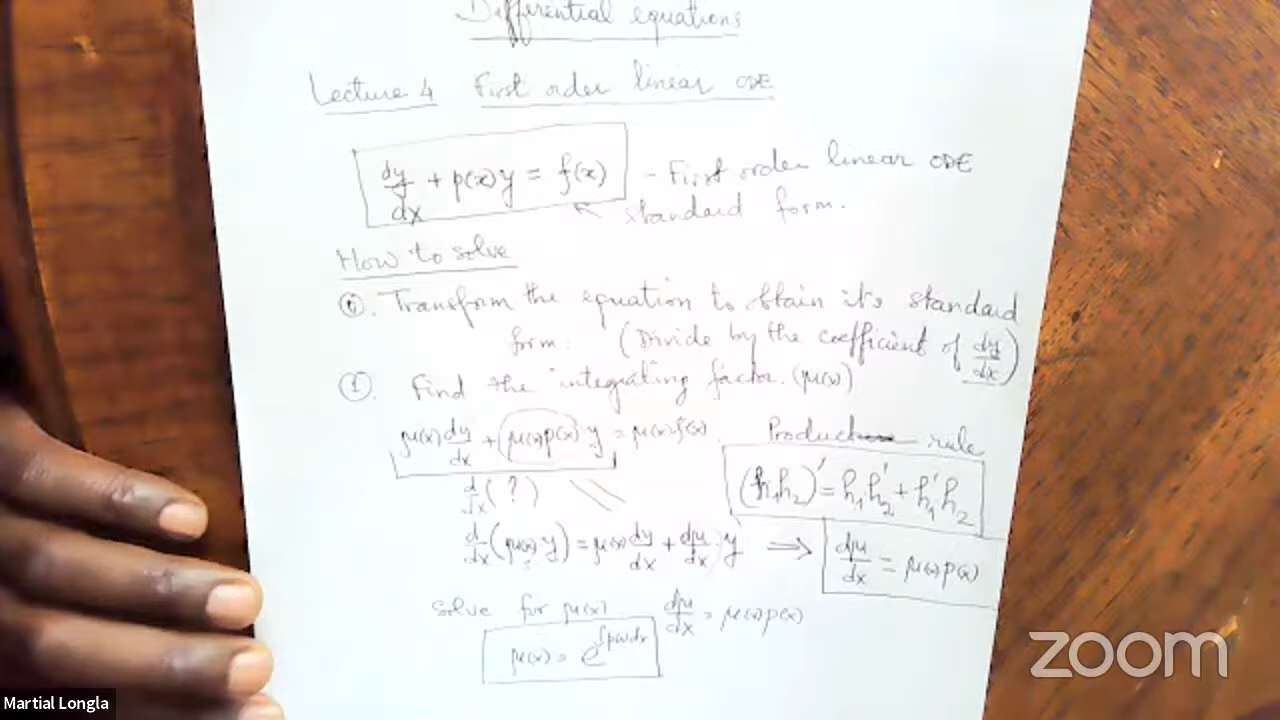 Differential equations
Lecture 4 First order linear ODE
dy/dx + p(x)y = f(x) - First order linear ODE
standard form.
How to solve
⓪. Transform the equation to obtain its standard
form. (Divide by the coefficient of dy/dx)
①. Find the integrating factor. (μ(x))
μ(x)dy/dx + μ(x)p(x)y = μ(x)f(x) Product rule
d/dx(?) (h₁h₂)' = h₁h₂' + h₁'h₂
d/dx(μ(x)y) = μ(x)dy/dx + dμ/dx y ⟹ dμ/dx = μ(x)p(x)
Solve for μ(x) dμ/dx = μ(x)p(x)
μ(x) = e^∫p(x)dx
zoom
Martial Longla